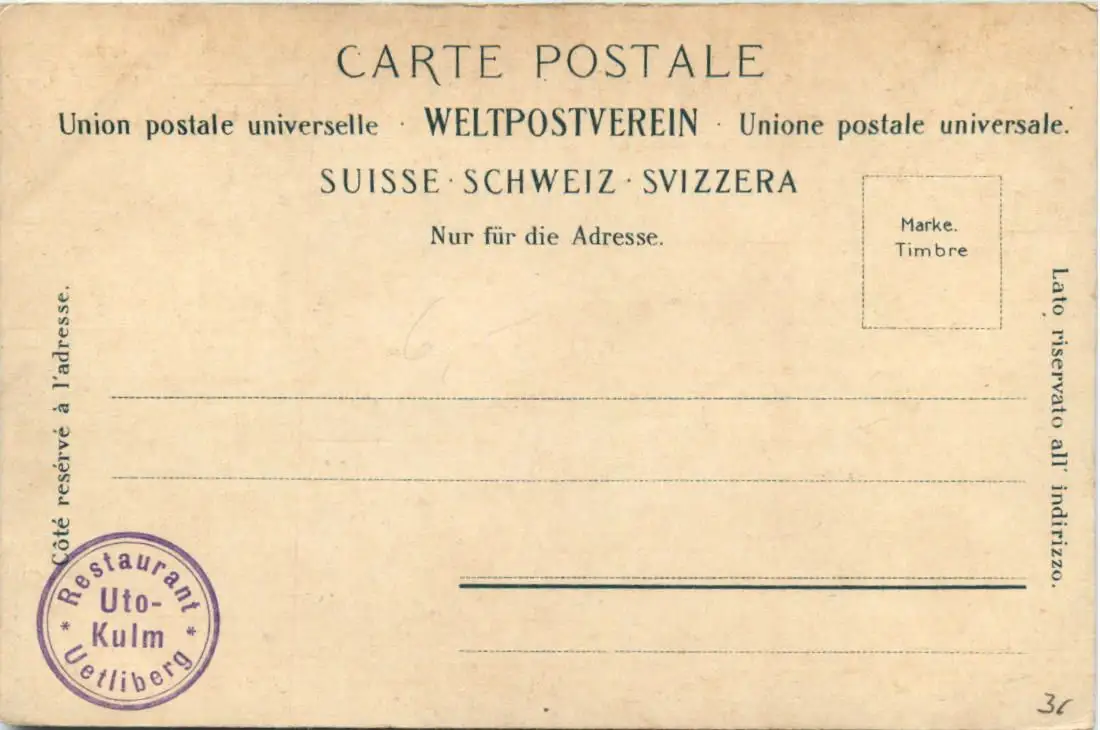 CARTE POSTALE
Union postale universelle · WELTPOSTVEREIN · Unione postale universale.
SUISSE · SCHWEIZ · SVIZZERA
Nur für die Adresse.
Marke.
Timbre
Côté resérvé à l'adresse.
Lato riservato all' indirizzo.
* Restaurant *
Uto-
Kulm
Uetliberg